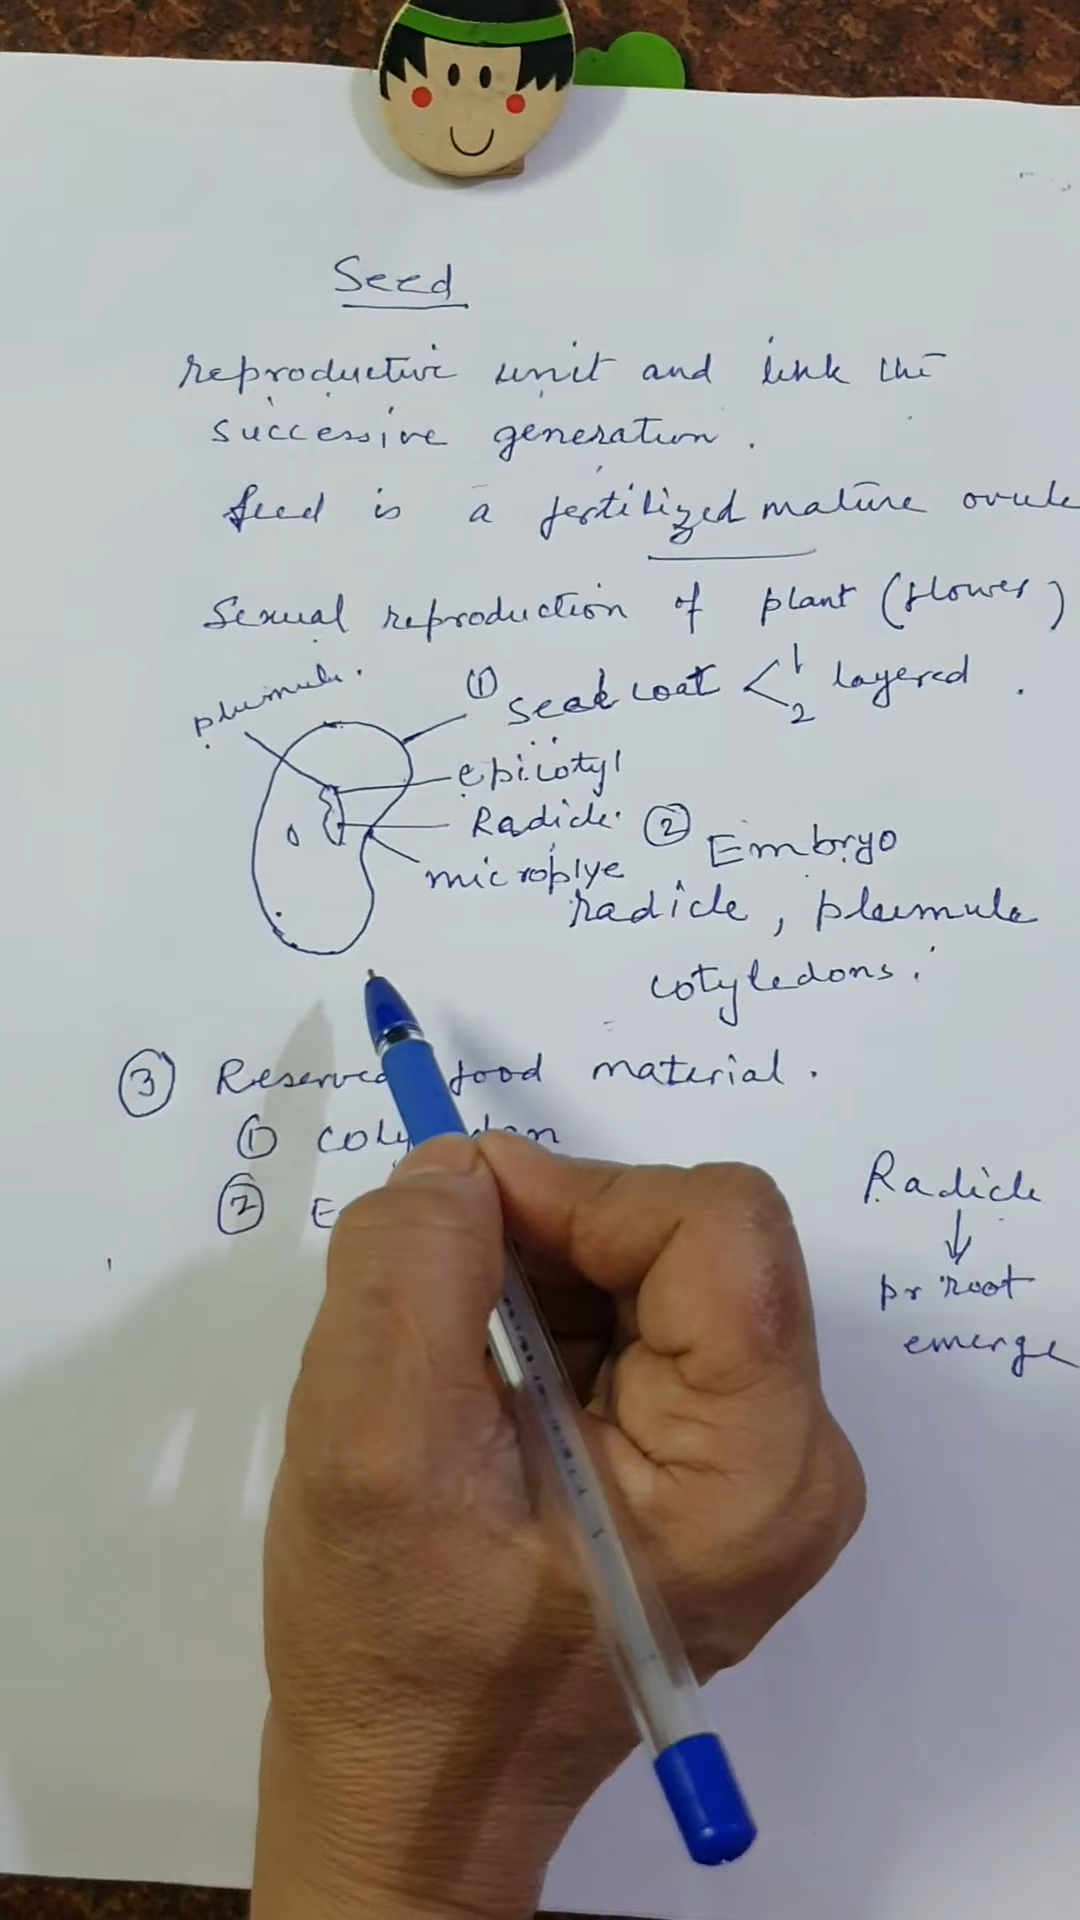 Seed
reproductive unit and link the
successive generation.
Seed is a fertilized mature ovule
Sexual reproduction of plant (flower)
plumule.
① Seed coat < 1 2 layered.
epicotyl
Radicle.
microplye
② Embryo
radicle, plumule
cotyledons.
③ Reserved food material.
①
②
Radicle
↓
pr root
emerge